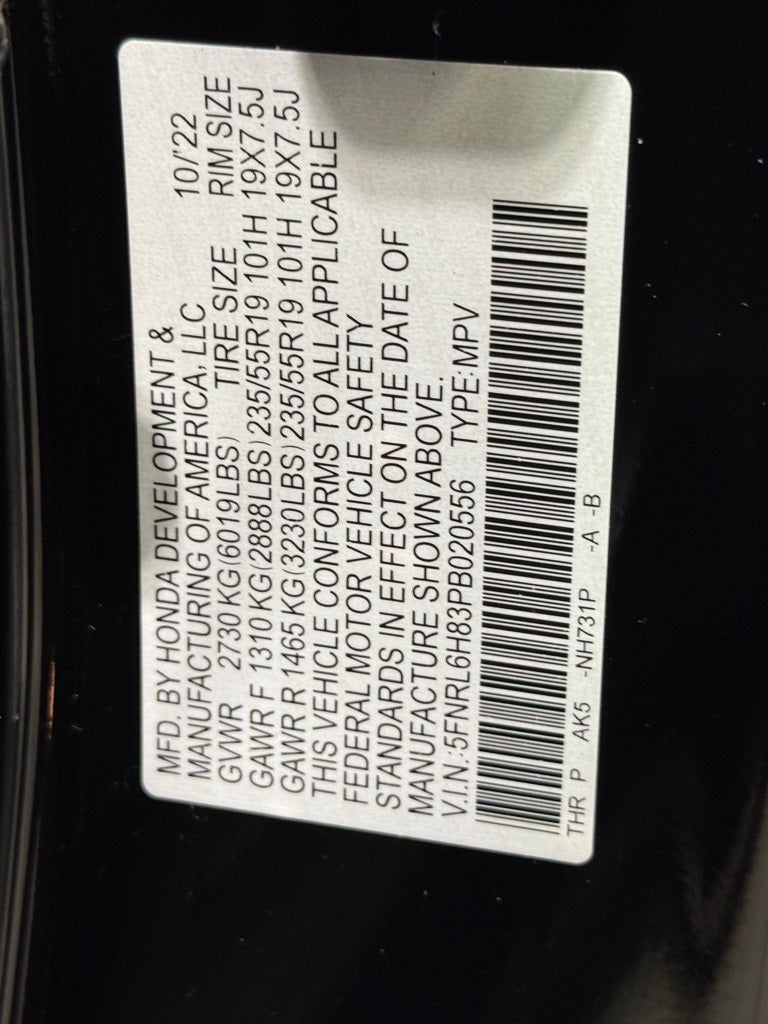 MFD. BY HONDA DEVELOPMENT &
MANUFACTURING OF AMERICA, LLC 10/'22
GVWR 2730 KG(6019LBS) TIRE SIZE RIM SIZE
GAWR F 1310 KG(2888LBS) 235/55R19 101H 19X7.5J
GAWR R 1465 KG(3230LBS) 235/55R19 101H 19X7.5J
THIS VEHICLE CONFORMS TO ALL APPLICABLE
FEDERAL MOTOR VEHICLE SAFETY
STANDARDS IN EFFECT ON THE DATE OF
MANUFACTURE SHOWN ABOVE.
V.I.N.:5FNRL6H83PB020556 TYPE:MPV
THR P AK5 -NH731P -A -B